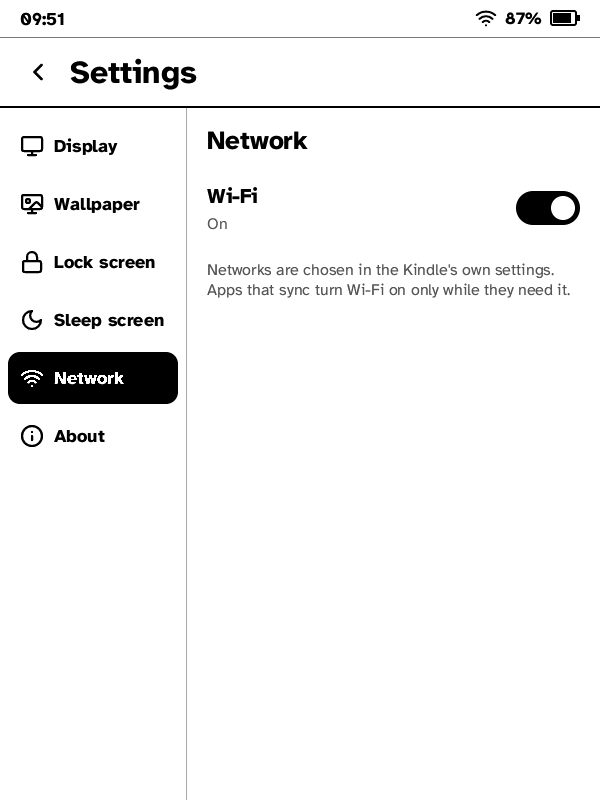 09:51
87%
Settings
Display
Wallpaper
Lock screen
Sleep screen
Network
About
Network
Wi-Fi
On
Networks are chosen in the Kindle's own settings.
Apps that sync turn Wi-Fi on only while they need it.